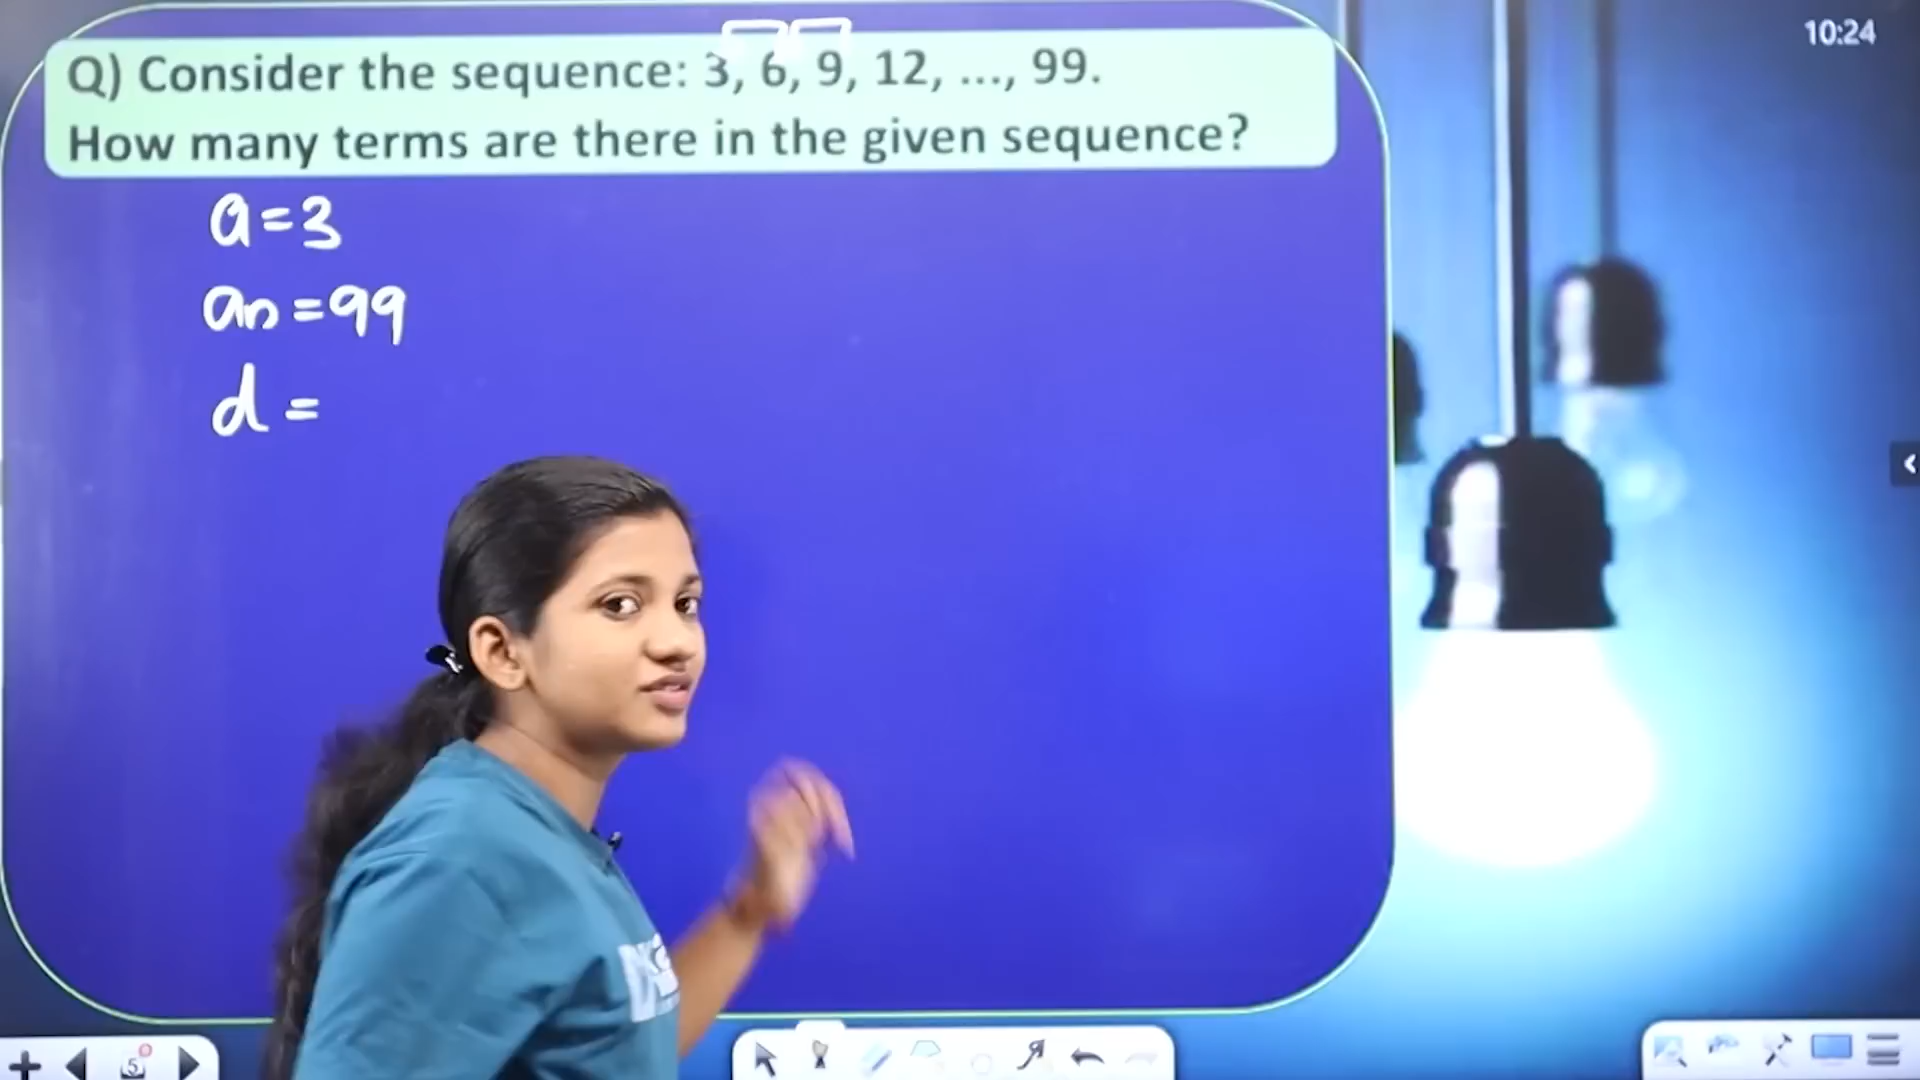 10:24
Q) Consider the sequence: 3, 6, 9, 12, ..., 99.
How many terms are there in the given sequence?
a=3
an=99
d=
5